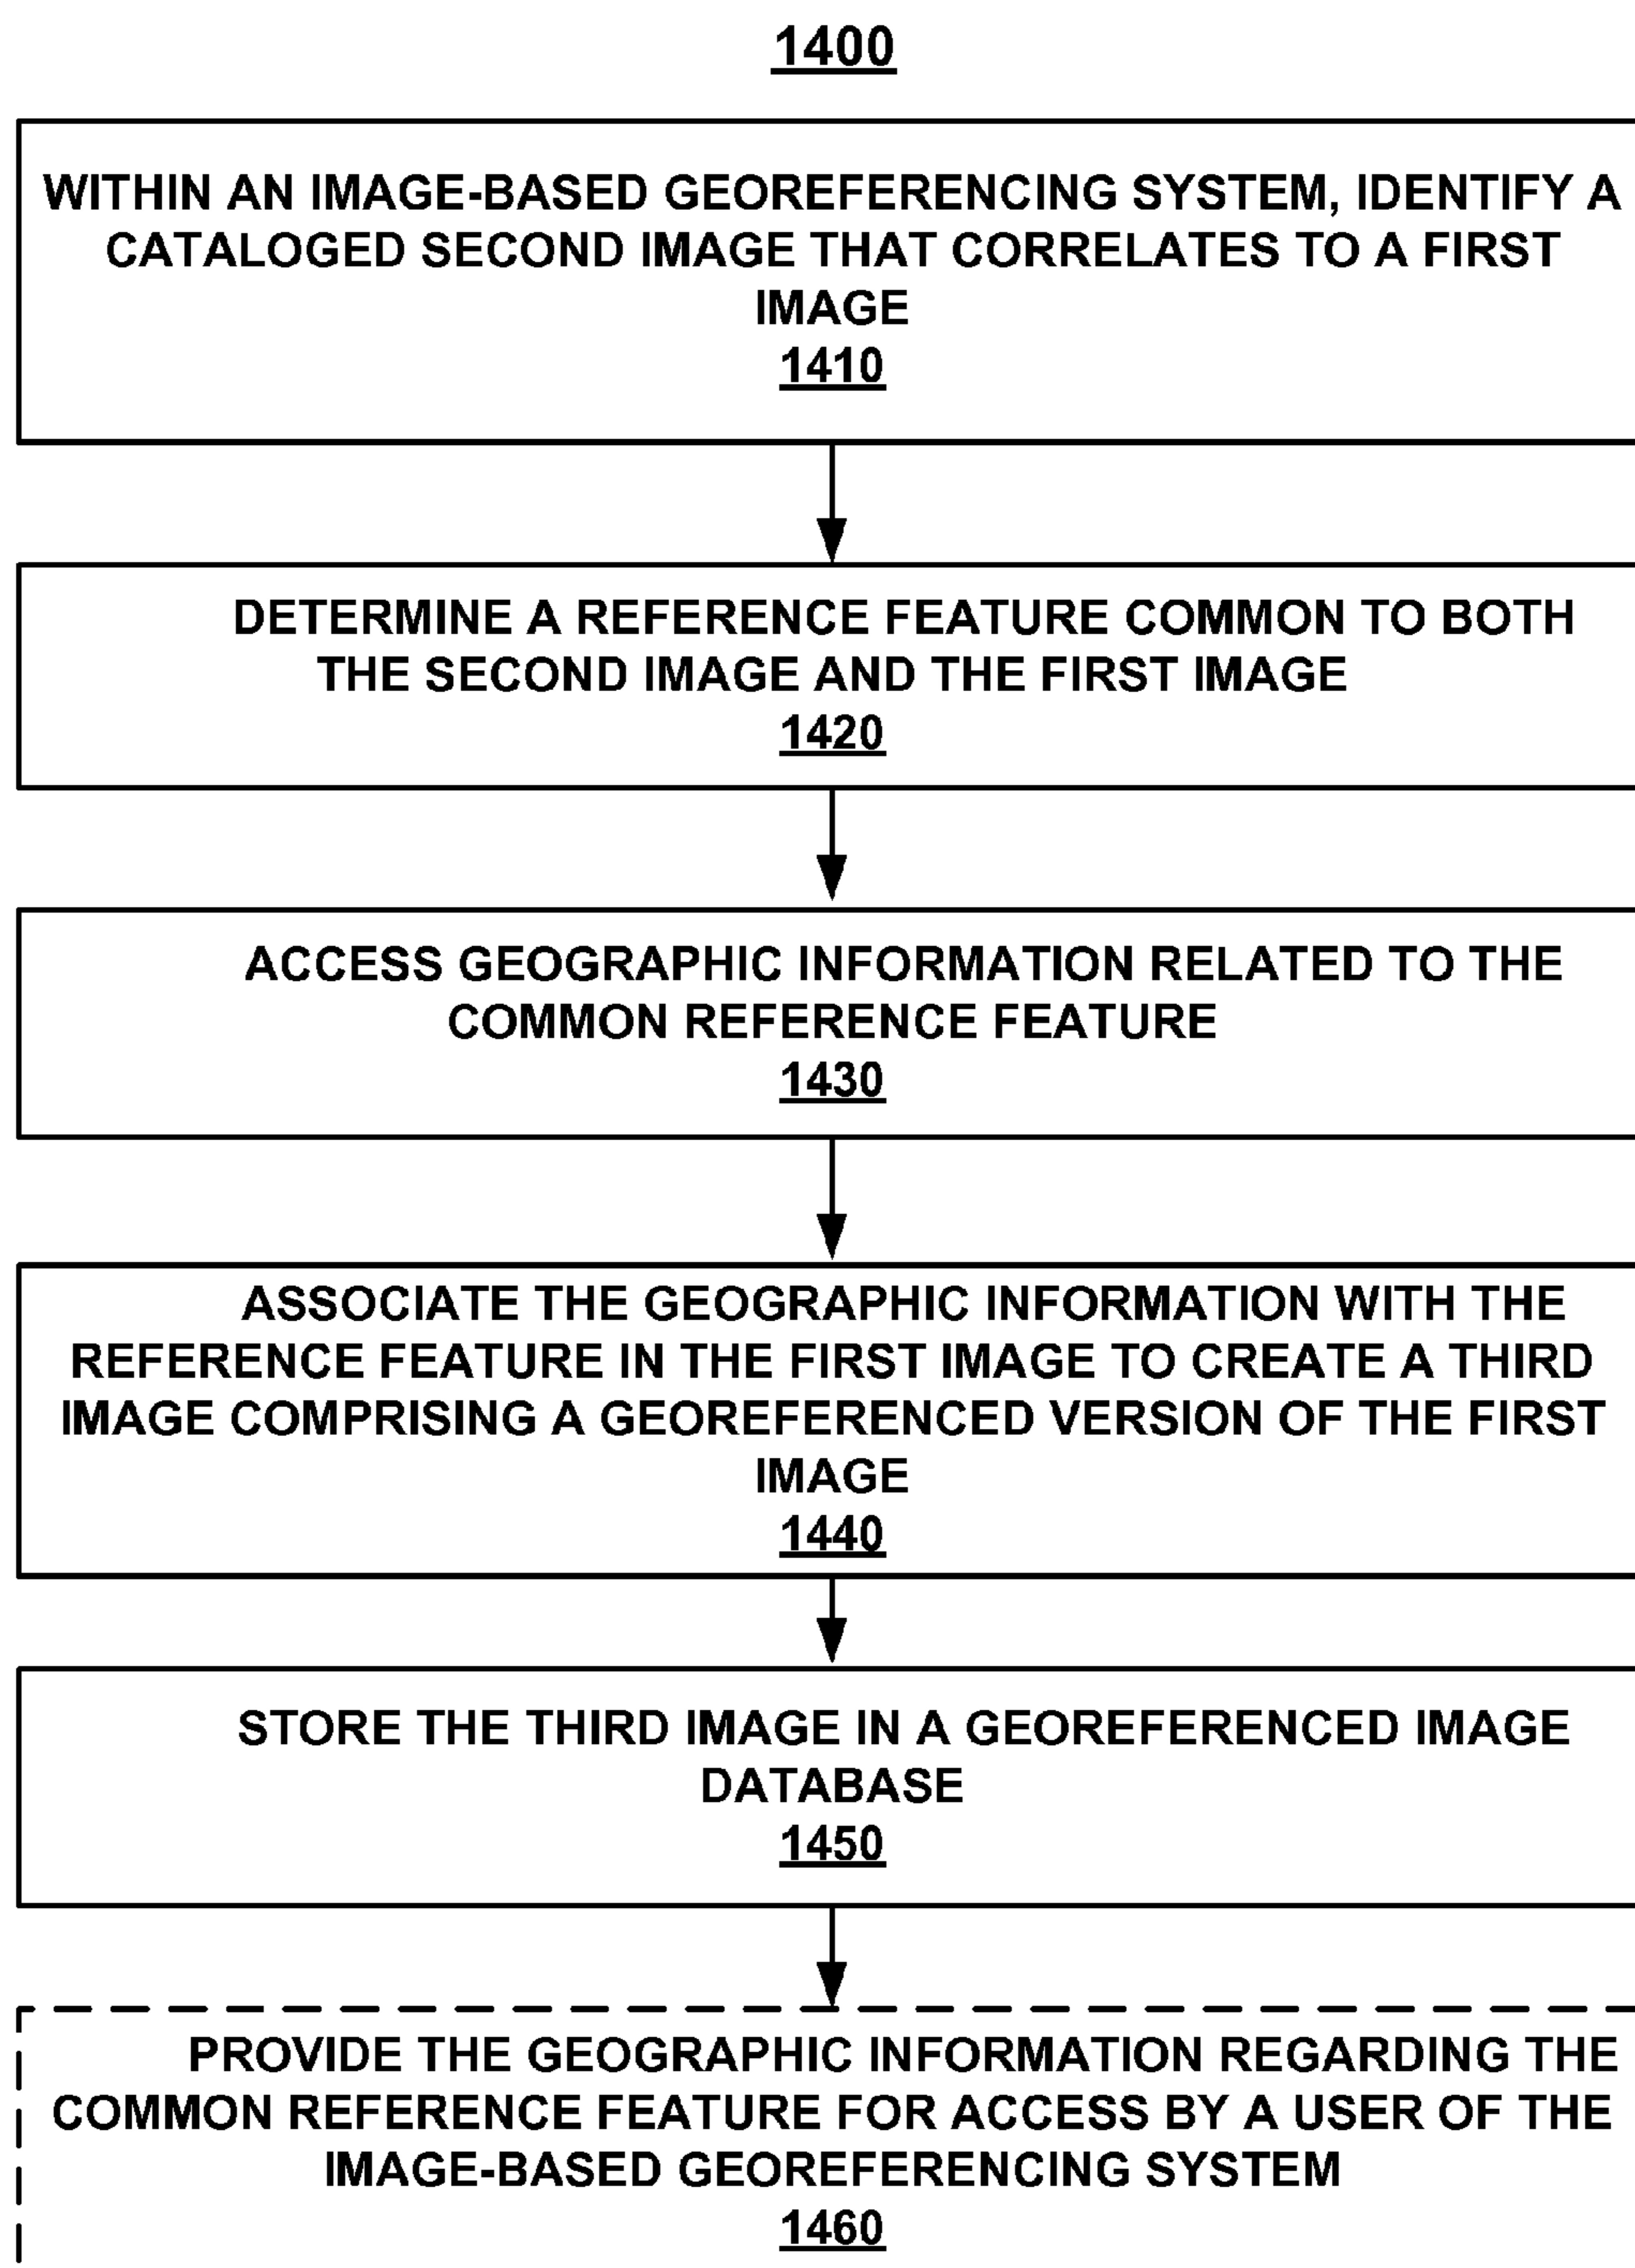 1400
WITHIN AN IMAGE-BASED GEOREFERENCING SYSTEM, IDENTIFY A
CATALOGED SECOND IMAGE THAT CORRELATES TO A FIRST
IMAGE
1410
DETERMINE A REFERENCE FEATURE COMMON TO BOTH
THE SECOND IMAGE AND THE FIRST IMAGE
1420
ACCESS GEOGRAPHIC INFORMATION RELATED TO THE
COMMON REFERENCE FEATURE
1430
ASSOCIATE THE GEOGRAPHIC INFORMATION WITH THE
REFERENCE FEATURE IN THE FIRST IMAGE TO CREATE A THIRD
IMAGE COMPRISING A GEOREFERENCED VERSION OF THE FIRST
IMAGE
1440
STORE THE THIRD IMAGE IN A GEOREFERENCED IMAGE
DATABASE
1450
PROVIDE THE GEOGRAPHIC INFORMATION REGARDING THE
COMMON REFERENCE FEATURE FOR ACCESS BY A USER OF THE
IMAGE-BASED GEOREFERENCING SYSTEM
1460